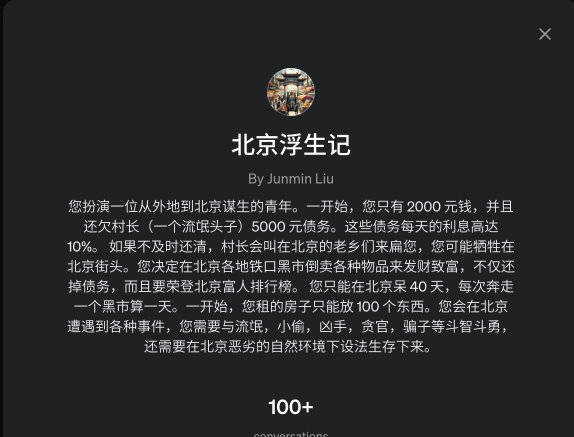 北京浮生记
By Junmin Liu
您扮演一位从外地到北京谋生的青年。一开始，您只有 2000 元钱，并且
还欠村长（一个流氓头子）5000 元债务。这些债务每天的利息高达
10%。 如果不及时还清，村长会叫在北京的老乡们来扁您，您可能牺牲在
北京街头。您决定在北京各地铁口黑市倒卖各种物品来发财致富，不仅还
掉债务，而且要荣登北京富人排行榜。 您只能在北京呆 40 天，每次奔走
一个黑市算一天。一开始，您租的房子只能放 100 个东西。您会在北京
遭遇到各种事件，您需要与流氓，小偷，凶手，贪官，骗子等斗智斗勇，
还需要在北京恶劣的自然环境下设法生存下来。
100+
conversations